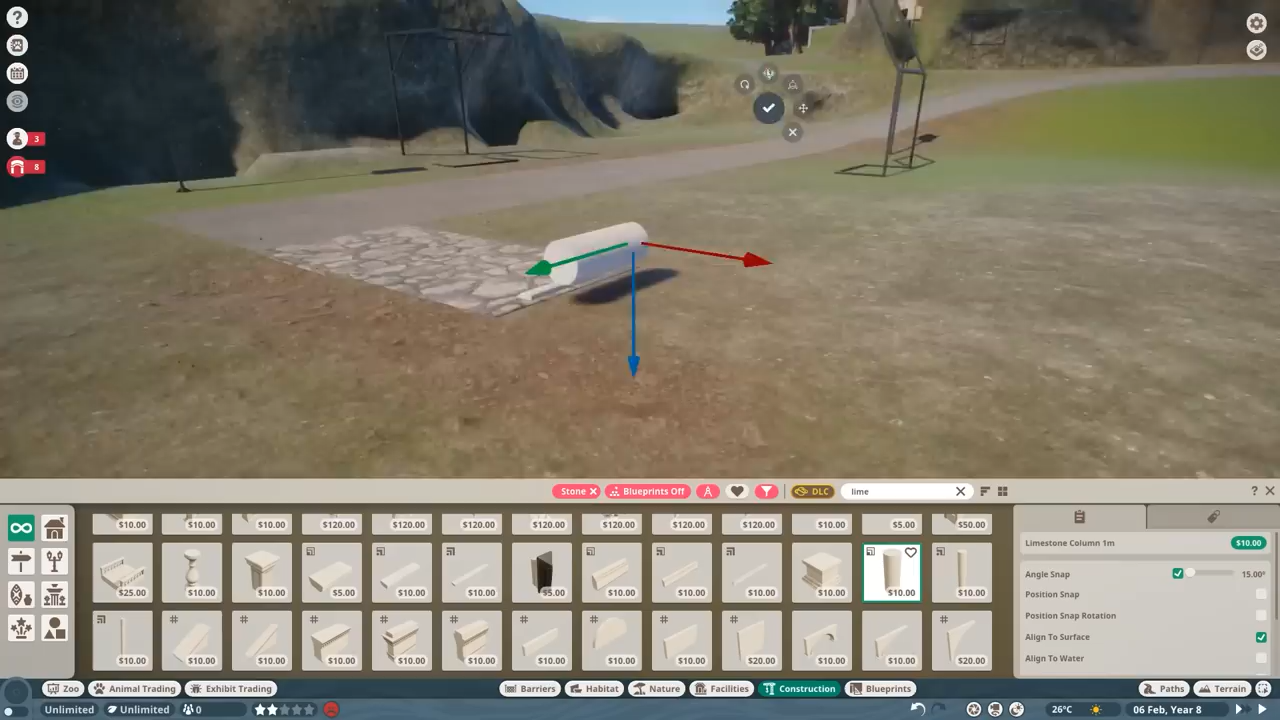 ?
3
8
Stone ✕
Blueprints Off
DLC
lime
?
$10.00 $10.00 $10.00 $120.00 $120.00 $120.00 $120.00 $120.00 $120.00 $120.00 $10.00 $5.00 $50.00
$25.00 $10.00 $10.00 $5.00 $10.00 $10.00 $5.00 $10.00 $10.00 $10.00 $10.00 $10.00 $10.00
$10.00 $10.00 $10.00 $10.00 $10.00 $10.00 $10.00 $10.00 $10.00 $20.00 $10.00 $10.00 $20.00
Limestone Column 1m $10.00
Angle Snap 15.00°
Position Snap
Position Snap Rotation
Align To Surface
Align To Water
Zoo Animal Trading Exhibit Trading Barriers Habitat Nature Facilities Construction Blueprints Paths Terrain
Unlimited Unlimited 0 26°C 06 Feb, Year 8